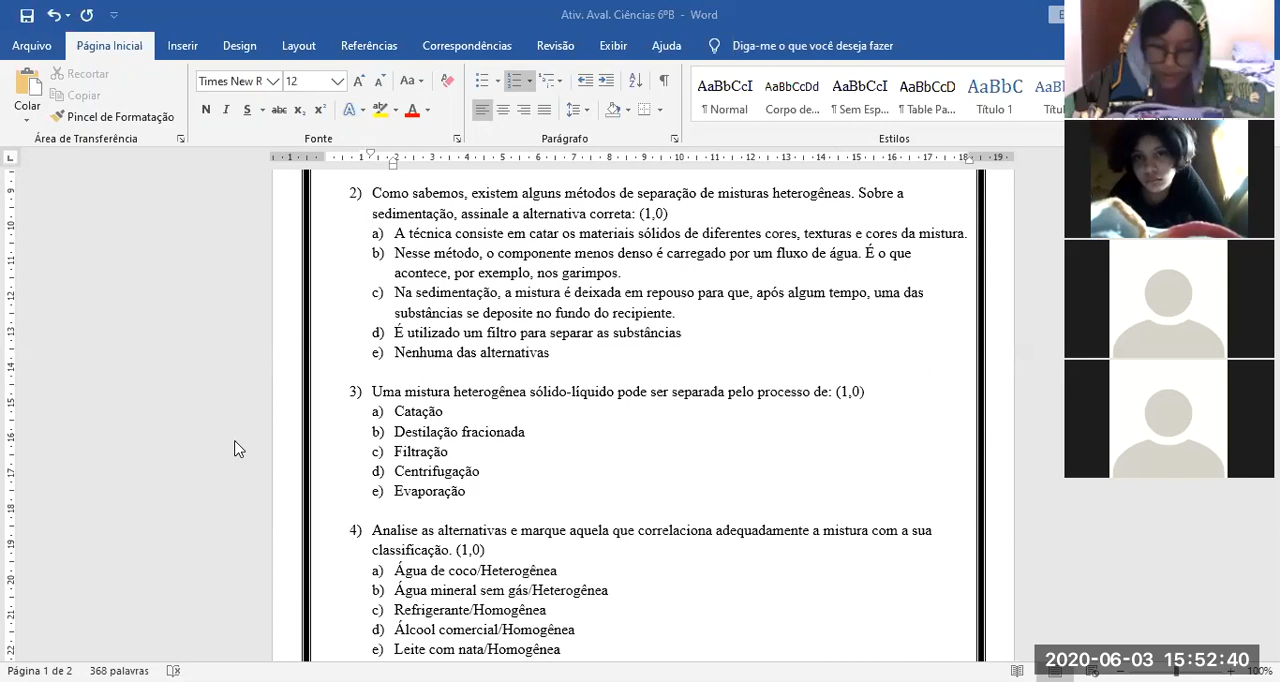 Ativ. Aval. Ciências 6ºB - Word
Arquivo Página Inicial Inserir Design Layout Referências Correspondências Revisão Exibir Ajuda Diga-me o que você deseja fazer
Colar
Recortar
Copiar
Pincel de Formatação
Área de Transferência
Times New R 12
Aa
N I S abc x₂ x² A A
Fonte
Parágrafo
AaBbCcI AaBbCcDd AaBbCcI AaBbCcD AaBbC AaBb
¶ Normal Corpo de... ¶ Sem Esp... ¶ Table Pa... Título 1 Títu
Estilos
2) Como sabemos, existem alguns métodos de separação de misturas heterogêneas. Sobre a
sedimentação, assinale a alternativa correta: (1,0)
a) A técnica consiste em catar os materiais sólidos de diferentes cores, texturas e cores da mistura.
b) Nesse método, o componente menos denso é carregado por um fluxo de água. É o que
acontece, por exemplo, nos garimpos.
c) Na sedimentação, a mistura é deixada em repouso para que, após algum tempo, uma das
substâncias se deposite no fundo do recipiente.
d) É utilizado um filtro para separar as substâncias
e) Nenhuma das alternativas
3) Uma mistura heterogênea sólido-líquido pode ser separada pelo processo de: (1,0)
a) Catação
b) Destilação fracionada
c) Filtração
d) Centrifugação
e) Evaporação
4) Analise as alternativas e marque aquela que correlaciona adequadamente a mistura com a sua
classificação. (1,0)
a) Água de coco/Heterogênea
b) Água mineral sem gás/Heterogênea
c) Refrigerante/Homogênea
d) Álcool comercial/Homogênea
e) Leite com nata/Homogênea
Página 1 de 2 368 palavras
2020-06-03 15:52:40
100%